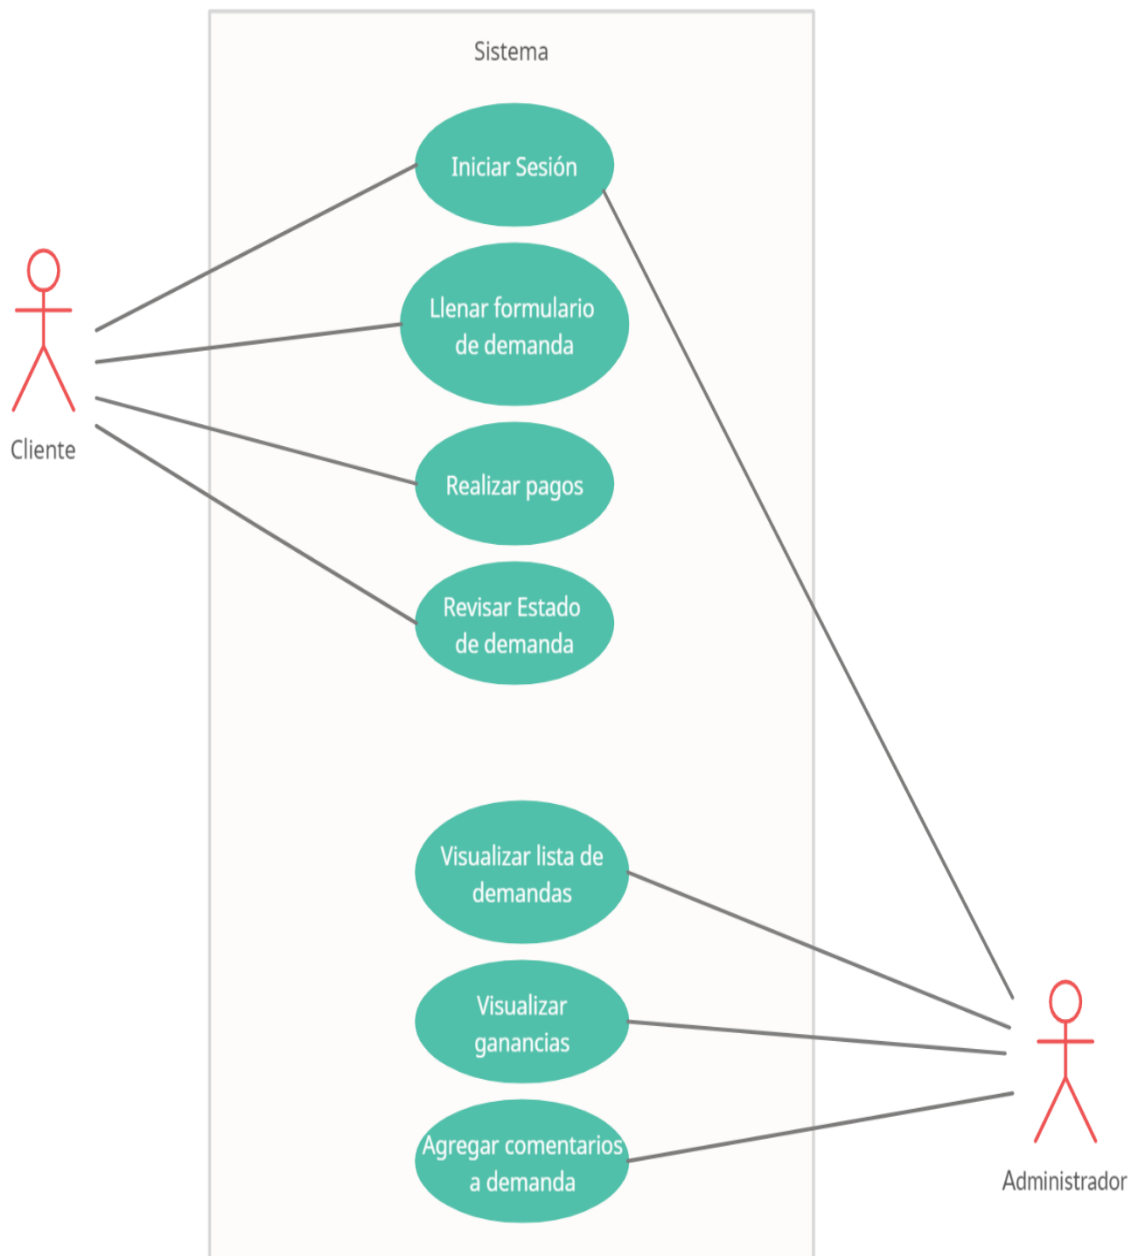 Sistema
Iniciar Sesión
Llenar formulario
de demanda
Cliente
Realizar pagos
Revisar Estado
de demanda
Visualizar lista de
demandas
Visualizar
ganancias
Agregar comentarios
a demanda
Administrador